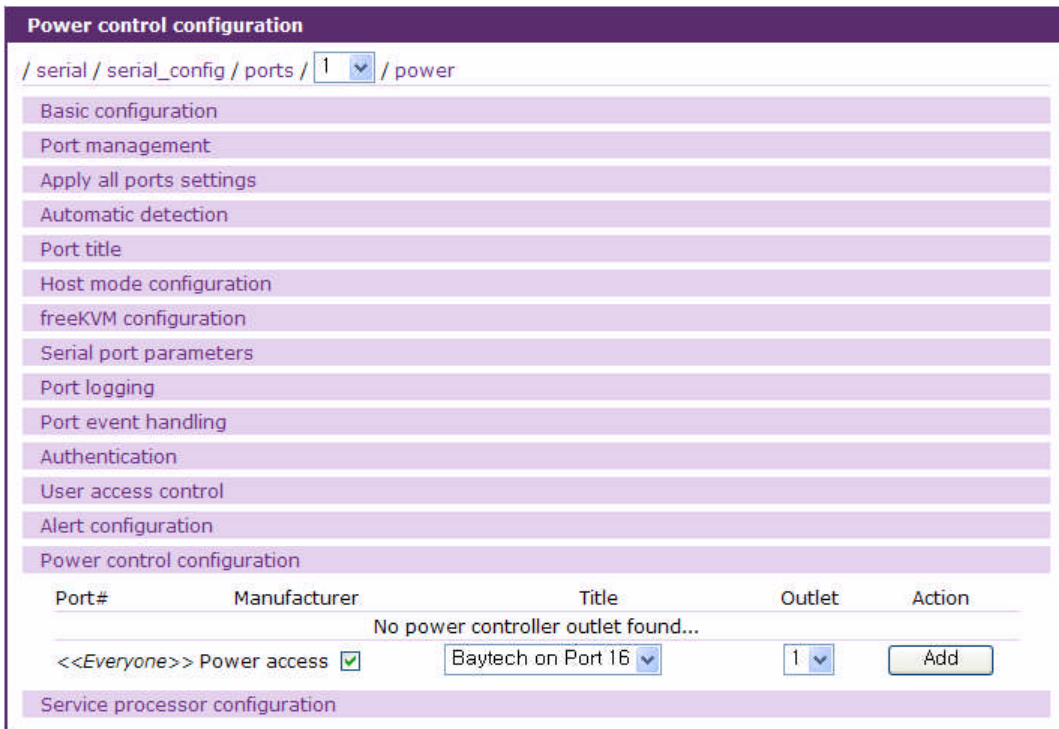 Power control configuration
/ serial / serial_config / ports / 1 / power
Basic configuration
Port management
Apply all ports settings
Automatic detection
Port title
Host mode configuration
freeKVM configuration
Serial port parameters
Port logging
Port event handling
Authentication
User access control
Alert configuration
Power control configuration
Port# Manufacturer Title Outlet Action
No power controller outlet found...
<<Everyone>> Power access Baytech on Port 16 1 Add
Service processor configuration